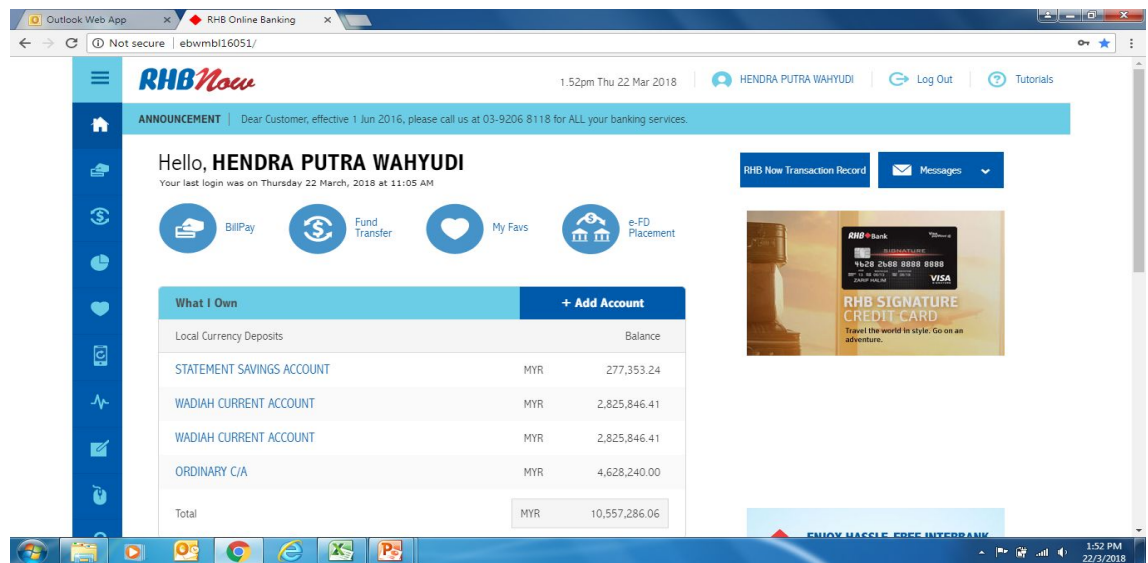 Outlook Web App
RHB Online Banking
Not secure | ebwmbl16051/
RHBNow
1.52pm Thu 22 Mar 2018
HENDRA PUTRA WAHYUDI
Log Out
Tutorials
ANNOUNCEMENT | Dear Customer, effective 1 Jun 2016, please call us at 03-9206 8118 for ALL your banking services.
Hello, HENDRA PUTRA WAHYUDI
Your last login was on Thursday 22 March, 2018 at 11:05 AM
RHB Now Transaction Record
Messages
BillPay
Fund
Transfer
My Favs
e-FD
Placement
What I Own
+ Add Account
Local Currency Deposits Balance
STATEMENT SAVINGS ACCOUNT MYR 277,353.24
WADIAH CURRENT ACCOUNT MYR 2,825,846.41
WADIAH CURRENT ACCOUNT MYR 2,825,846.41
ORDINARY C/A MYR 4,628,240.00
Total MYR 10,557,286.06
RHB Bank
SIGNATURE
4628 2688 8888 8888
ZARIF HALIM
VISA
RHB SIGNATURE
CREDIT CARD
Travel the world in style. Go on an
adventure.
ENJOY HASSLE-FREE INTERBANK
1:52 PM
22/3/2018